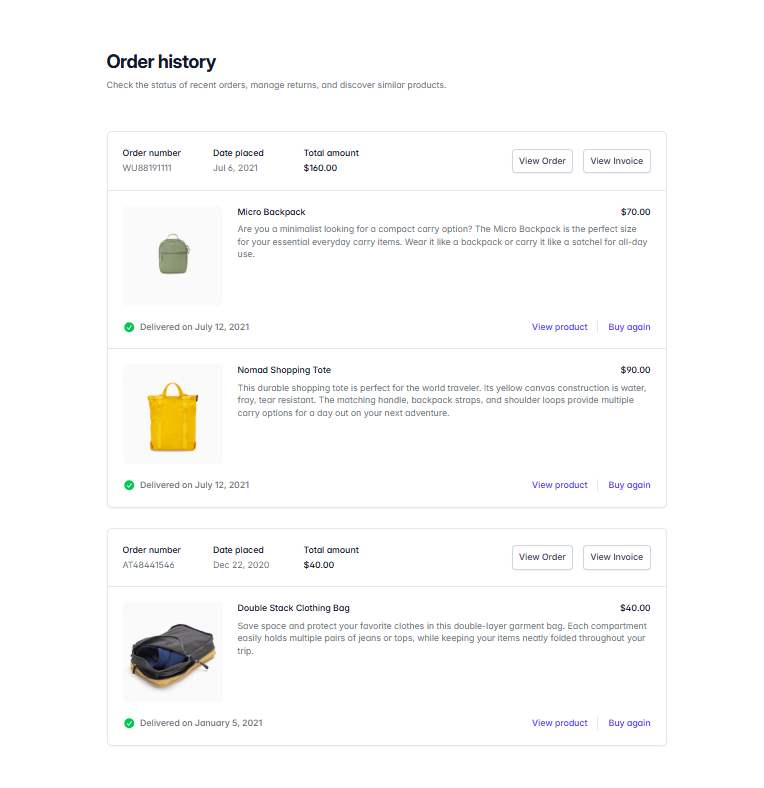 Order history
Check the status of recent orders, manage returns, and discover similar products.
Order number Date placed Total amount View Order View Invoice
WU88191111 Jul 6, 2021 $160.00
Micro Backpack $70.00
Are you a minimalist looking for a compact carry option? The Micro Backpack is the perfect size
for your essential everyday carry items. Wear it like a backpack or carry it like a satchel for all-day
use.
Delivered on July 12, 2021 View product Buy again
Nomad Shopping Tote $90.00
This durable shopping tote is perfect for the world traveler. Its yellow canvas construction is water,
fray, tear resistant. The matching handle, backpack straps, and shoulder loops provide multiple
carry options for a day out on your next adventure.
Delivered on July 12, 2021 View product Buy again
Order number Date placed Total amount View Order View Invoice
AT48441546 Dec 22, 2020 $40.00
Double Stack Clothing Bag $40.00
Save space and protect your favorite clothes in this double-layer garment bag. Each compartment
easily holds multiple pairs of jeans or tops, while keeping your items neatly folded throughout your
trip.
Delivered on January 5, 2021 View product Buy again